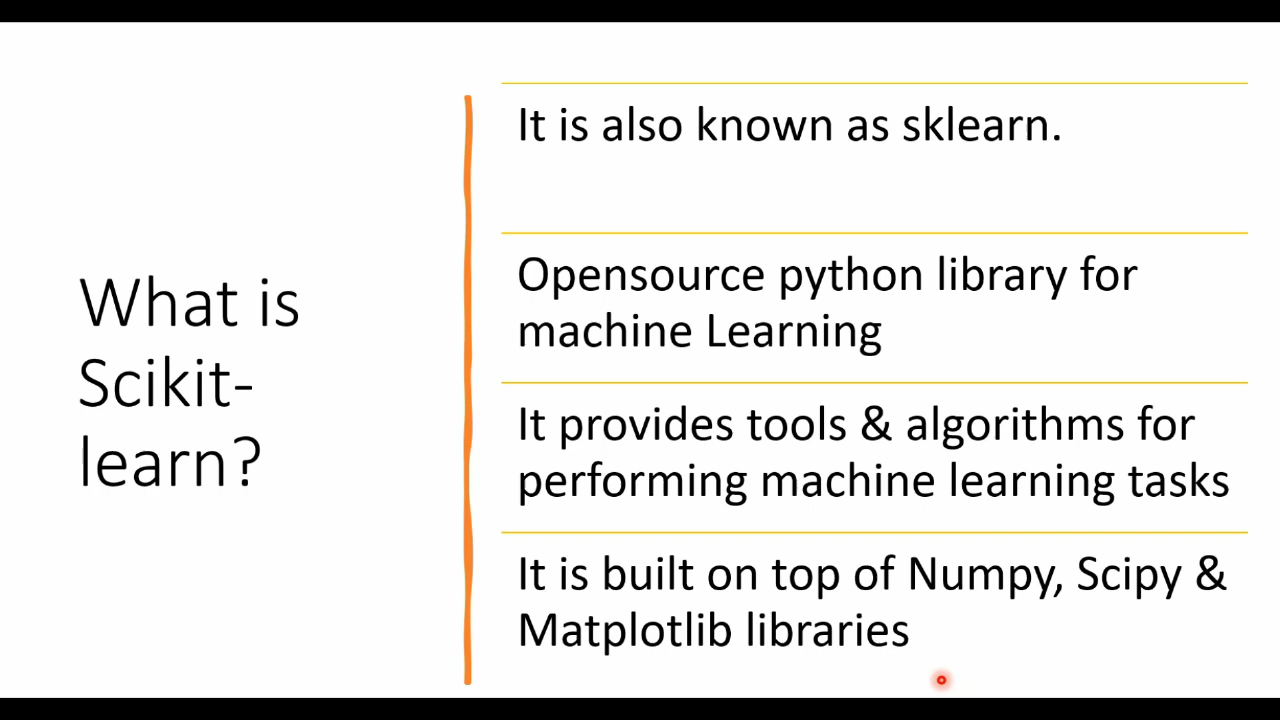 What is
Scikit-
learn?
It is also known as sklearn.
Opensource python library for
machine Learning
It provides tools & algorithms for
performing machine learning tasks
It is built on top of Numpy, Scipy &
Matplotlib libraries